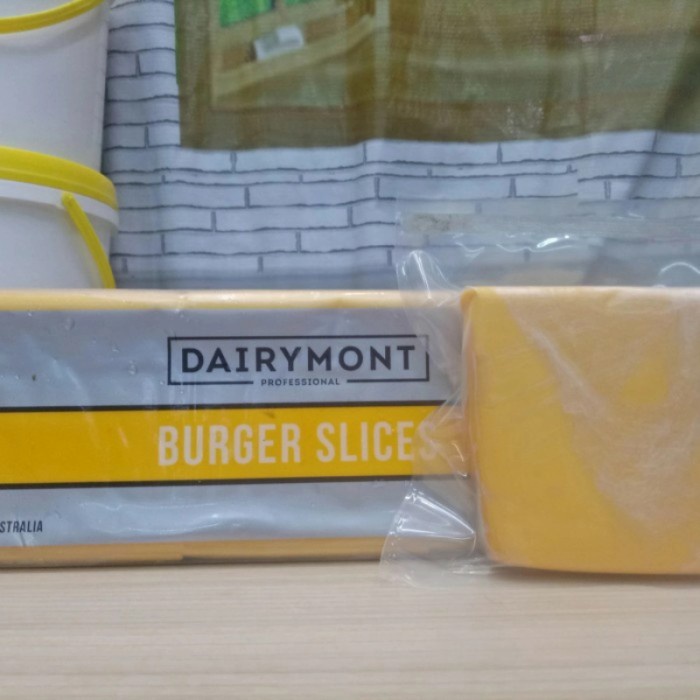 DAIRYMONT
PROFESSIONAL
BURGER SLICES
STRALIA